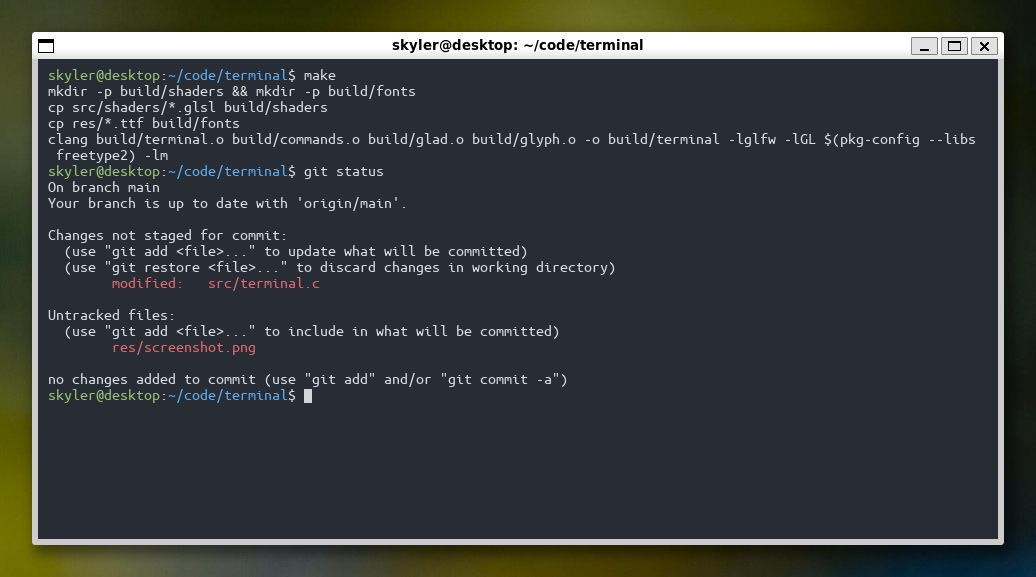 skyler@desktop: ~/code/terminal
skyler@desktop:~/code/terminal$ make
mkdir -p build/shaders && mkdir -p build/fonts
cp src/shaders/*.glsl build/shaders
cp res/*.ttf build/fonts
clang build/terminal.o build/commands.o build/glad.o build/glyph.o -o build/terminal -lglfw -lGL $(pkg-config --libs
 freetype2) -lm
skyler@desktop:~/code/terminal$ git status
On branch main
Your branch is up to date with 'origin/main'.

Changes not staged for commit:
  (use "git add <file>..." to update what will be committed)
  (use "git restore <file>..." to discard changes in working directory)
        modified:   src/terminal.c

Untracked files:
  (use "git add <file>..." to include in what will be committed)
        res/screenshot.png

no changes added to commit (use "git add" and/or "git commit -a")
skyler@desktop:~/code/terminal$